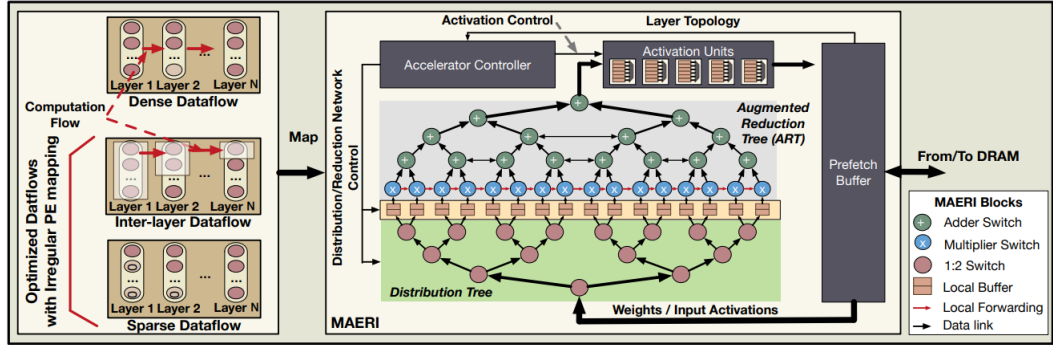 Optimized Datflows
with Irregular PE mapping
Layer 1 Layer 2 Layer N
Dense Dataflow
Computation
Flow
Layer 1 Layer 2 Layer N
Inter-layer Dataflow
Layer 1 Layer 2 Layer N
Sparse Dataflow
Map
Activation Control
Layer Topology
Accelerator Controller
Activation Units
Distribution/Reduction Network
Control
Augmented
Reduction
Tree (ART)
Prefetch
Buffer
Distribution Tree
Weights / Input Activations
MAERI
From/To DRAM
MAERI Blocks
+ Adder Switch
X Multiplier Switch
1:2 Switch
Local Buffer
Local Forwarding
Data link